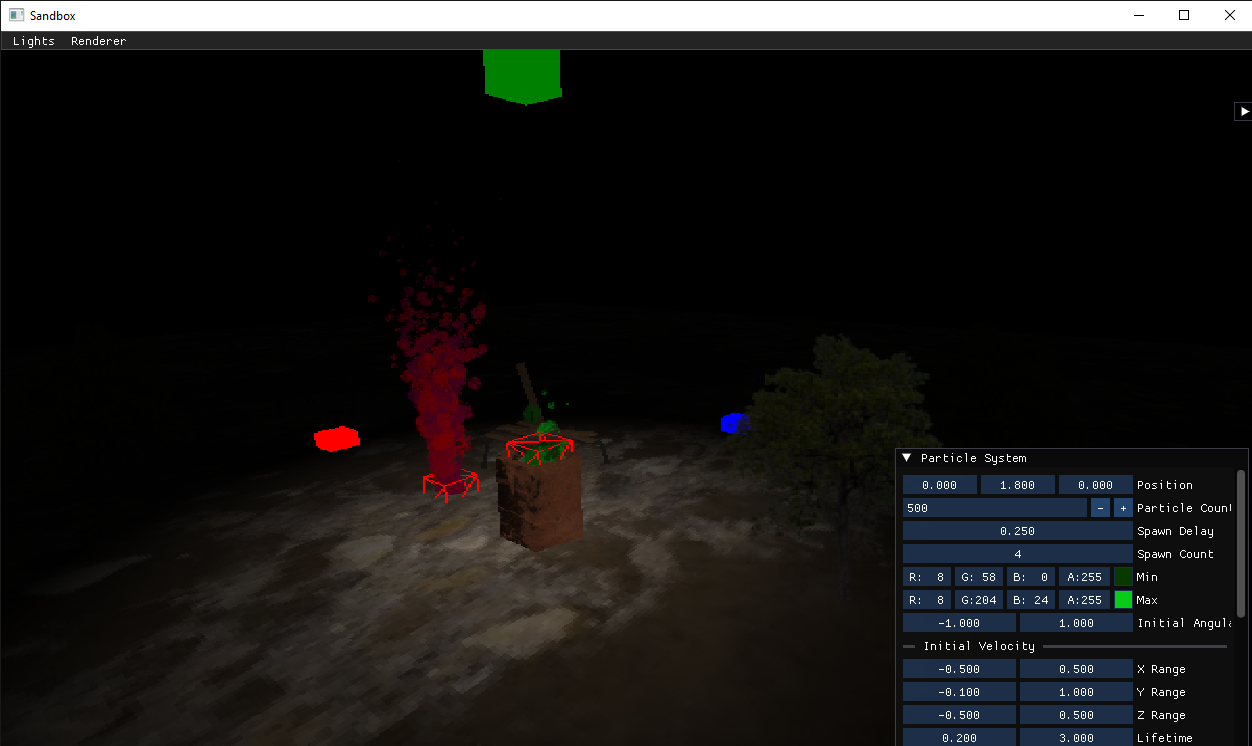 Sandbox
Lights Renderer
Particle System
0.000 1.800 0.000 Position
500 - + Particle
0.250 Spawn Delay
4 Spawn Count
R: 8 G: 58 B: 0 A:255 Min
R: 8 G:204 B: 24 A:255 Max
-1.000 1.000 Initial
Initial Velocity
-0.500 0.500 X Range
-0.100 1.000 Y Range
-0.500 0.500 Z Range
0.200 3.000 Lifetime